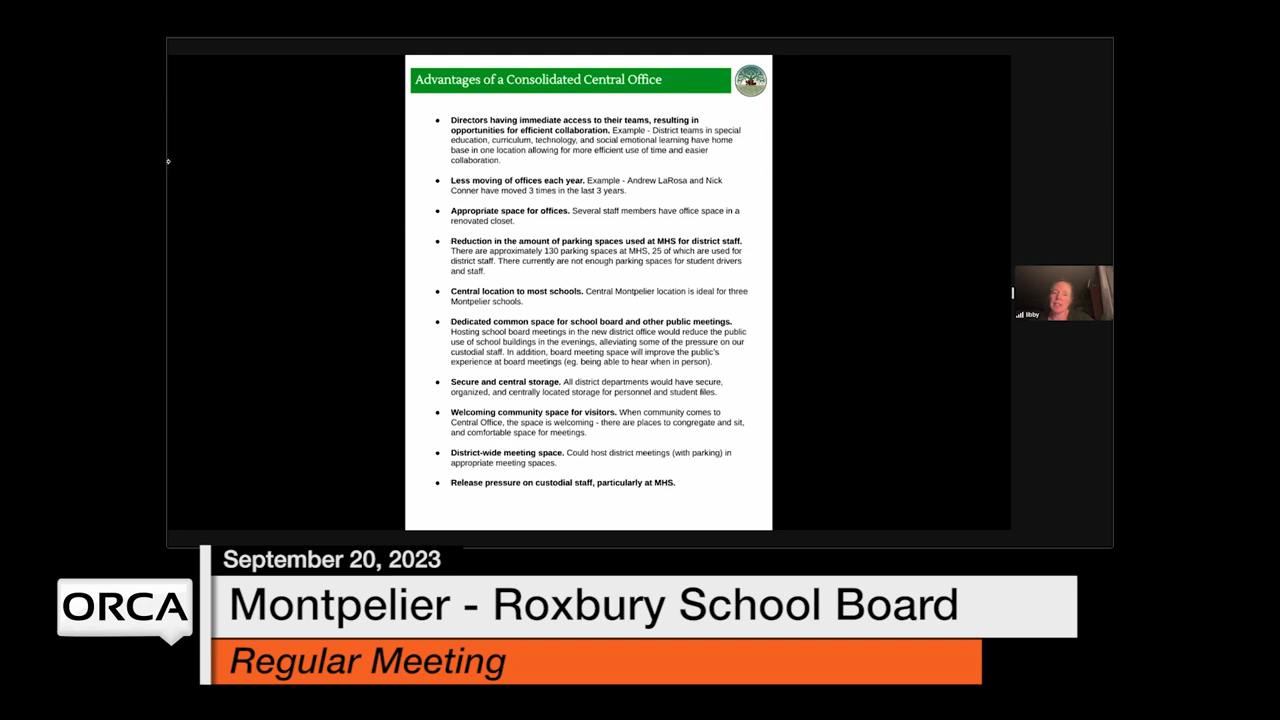 Advantages of a Consolidated Central Office
● Directors having immediate access to their teams, resulting in
opportunities for efficient collaboration. Example - District teams in special
education, curriculum, technology, and social emotional learning have home
base in one location allowing for more efficient use of time and easier
collaboration.
● Less moving of offices each year. Example - Andrew LaRosa and Nick
Conner have moved 3 times in the last 3 years.
● Appropriate space for offices. Several staff members have office space in a
renovated closet.
● Reduction in the amount of parking spaces used at MHS for district staff.
There are approximately 130 parking spaces at MHS, 25 of which are used for
district staff. There currently are not enough parking spaces for student drivers
and staff.
● Central location to most schools. Central Montpelier location is ideal for three
Montpelier schools.
● Dedicated common space for school board and other public meetings.
Hosting school board meetings in the new district office would reduce the public
use of school buildings in the evenings, alleviating some of the pressure on our
custodial staff. In addition, board meeting space will improve the public's
experience at board meetings (eg. being able to hear when in person).
● Secure and central storage. All district departments would have secure,
organized, and centrally located storage for personnel and student files.
● Welcoming community space for visitors. When community comes to
Central Office, the space is welcoming - there are places to congregate and sit,
and comfortable space for meetings.
● District-wide meeting space. Could host district meetings (with parking) in
appropriate meeting spaces.
● Release pressure on custodial staff, particularly at MHS.
libby
September 20, 2023
ORCA
Montpelier - Roxbury School Board
Regular Meeting